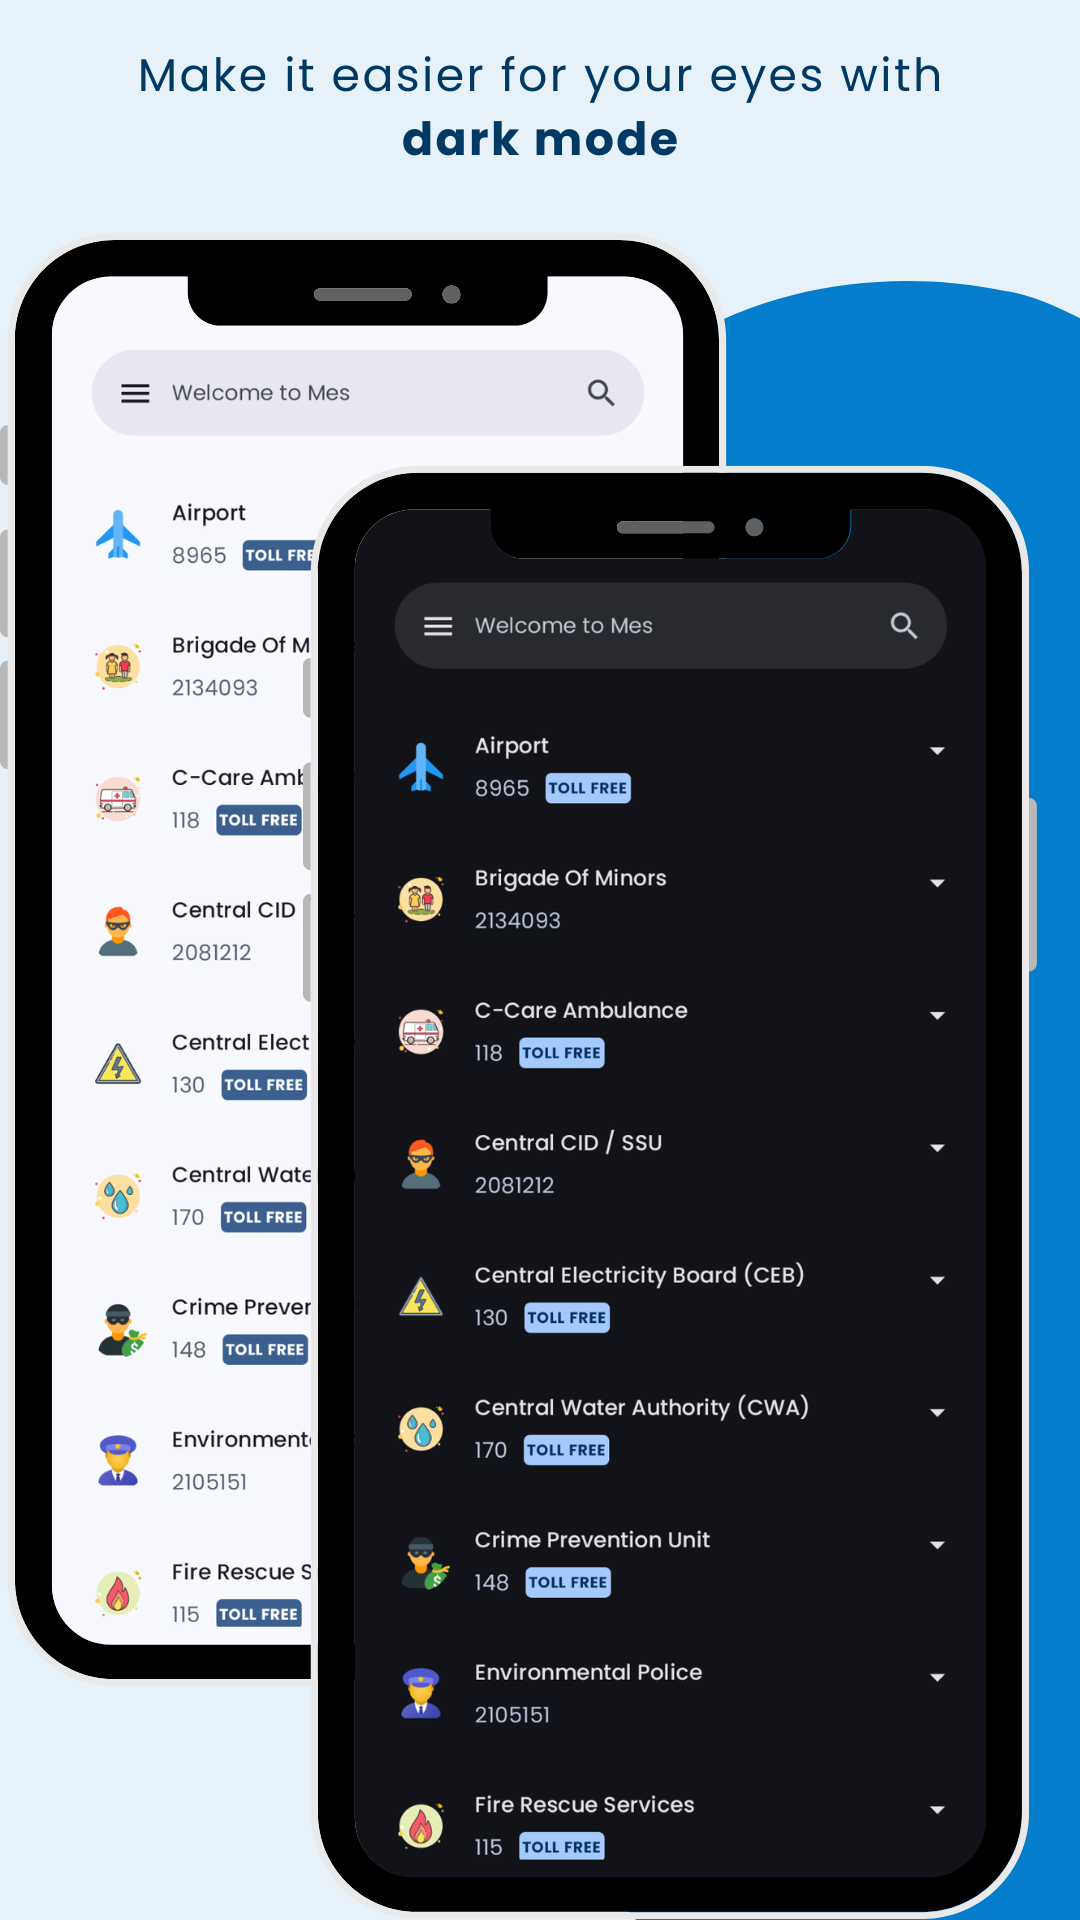 Make it easier for your eyes with
dark mode
Welcome to Mes
Airport
8965 TOLL FRE
Brigade Of M
2134093
C-Care Amb
118 TOLL FREE
Central CID
2081212
Central Elect
130 TOLL FREE
Central Wate
170 TOLL FREE
Crime Preven
148 TOLL FREE
Environmenta
2105151
Fire Rescue S
115 TOLL FREE
Welcome to Mes
Airport
8965 TOLL FREE
Brigade Of Minors
2134093
C-Care Ambulance
118 TOLL FREE
Central CID / SSU
2081212
Central Electricity Board (CEB)
130 TOLL FREE
Central Water Authority (CWA)
170 TOLL FREE
Crime Prevention Unit
148 TOLL FREE
Environmental Police
2105151
Fire Rescue Services
115 TOLL FREE